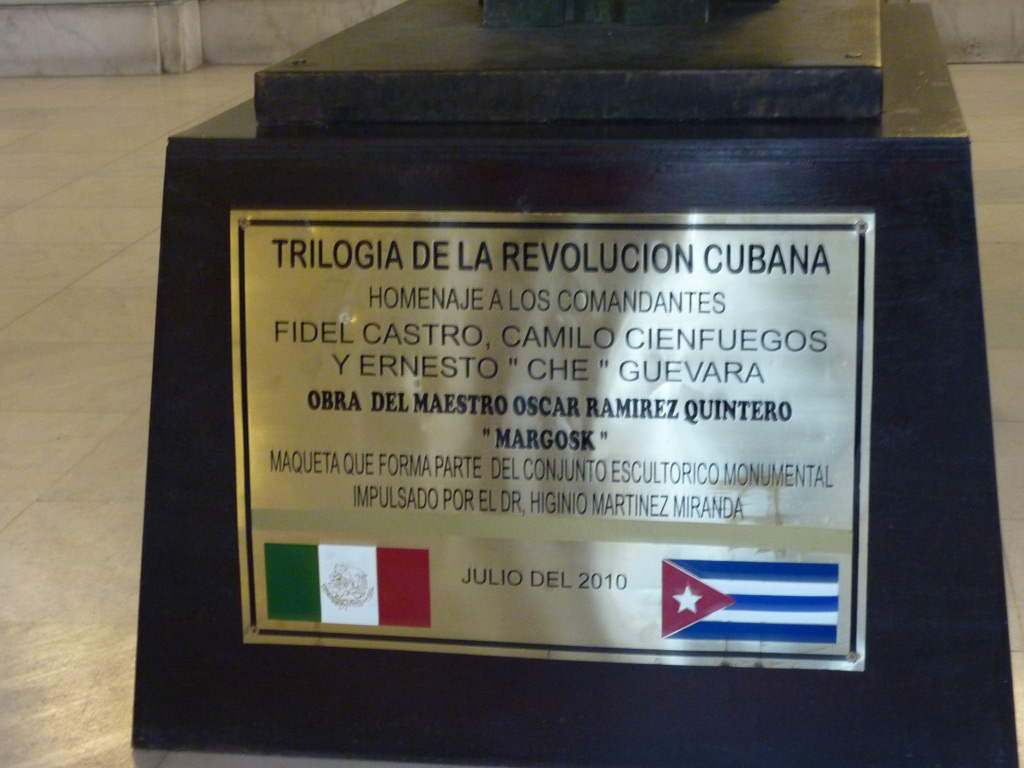 TRILOGIA DE LA REVOLUCION CUBANA
HOMENAJE A LOS COMANDANTES
FIDEL CASTRO, CAMILO CIENFUEGOS
Y ERNESTO " CHE " GUEVARA
OBRA DEL MAESTRO OSCAR RAMIREZ QUINTERO
" MARGOSK "
MAQUETA QUE FORMA PARTE DEL CONJUNTO ESCULTORICO MONUMENTAL
IMPULSADO POR EL DR, HIGINIO MARTINEZ MIRANDA
JULIO DEL 2010